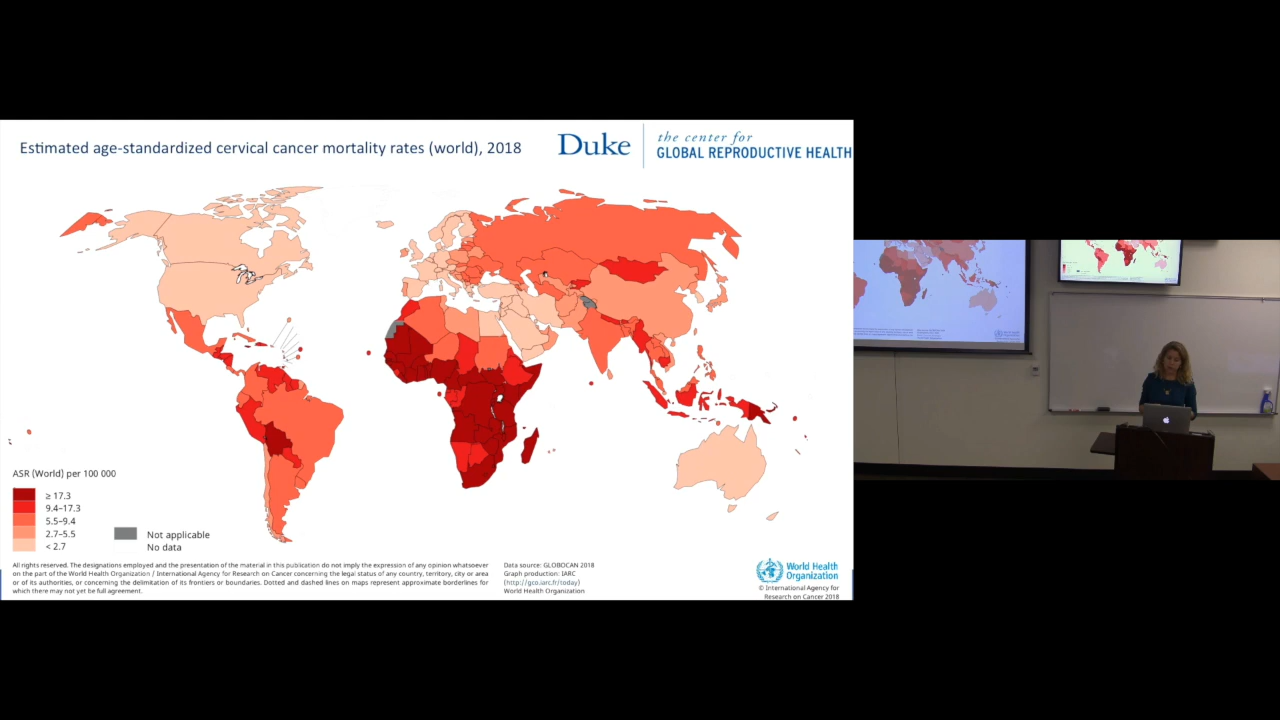 Estimated age-standardized cervical cancer mortality rates (world), 2018
Duke
the center for
GLOBAL REPRODUCTIVE HEALTH
ASR (World) per 100 000
≥ 17.3
9.4–17.3
5.5–9.4
2.7–5.5
< 2.7
Not applicable
No data
All rights reserved. The designations employed and the presentation of the material in this publication do not imply the expression of any opinion whatsoever
on the part of the World Health Organization / International Agency for Research on Cancer concerning the legal status of any country, territory, city or area
or of its authorities, or concerning the delimitation of its frontiers or boundaries. Dotted and dashed lines on maps represent approximate borderlines for
which there may not yet be full agreement.
Data source: GLOBOCAN 2018
Graph production: IARC
(http://gco.iarc.fr/today)
World Health Organization
World Health
Organization
© International Agency for
Research on Cancer 2018